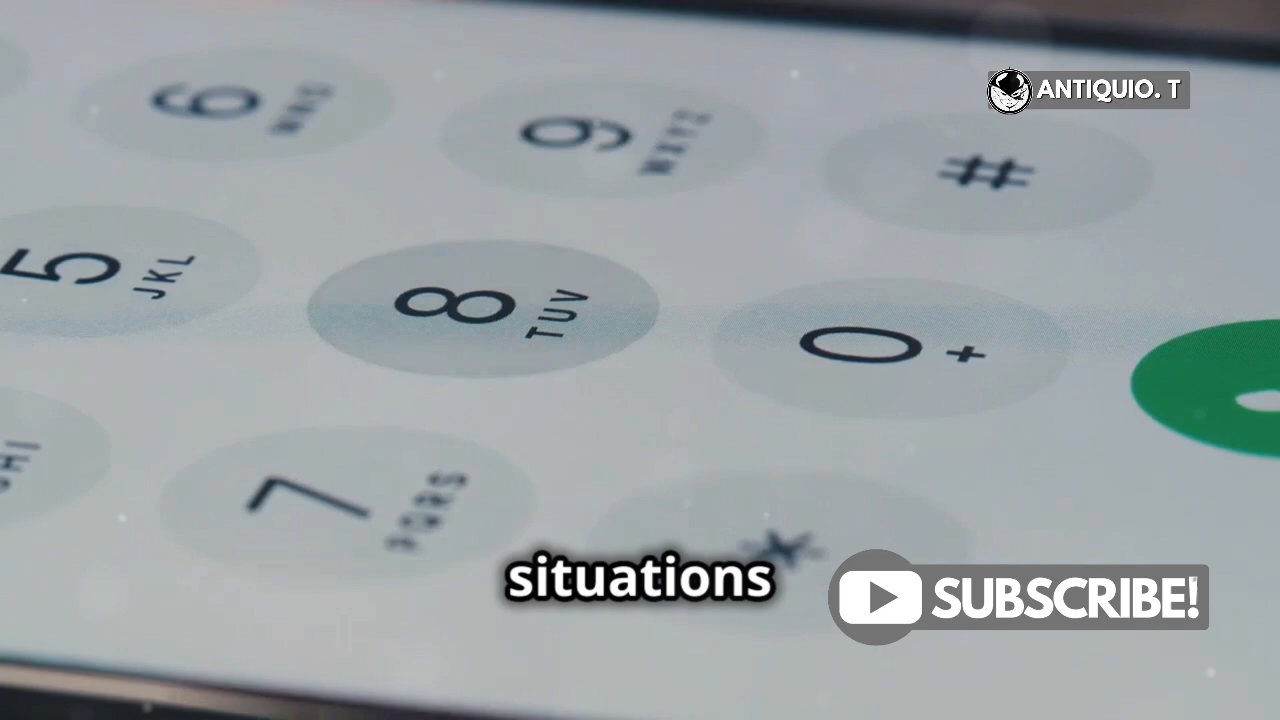 ANTIQUIO. T
6
MNO
9
WXYZ
#
5
JKL
8
TUV
0
+
7
PQRS
*
situations
SUBSCRIBE!